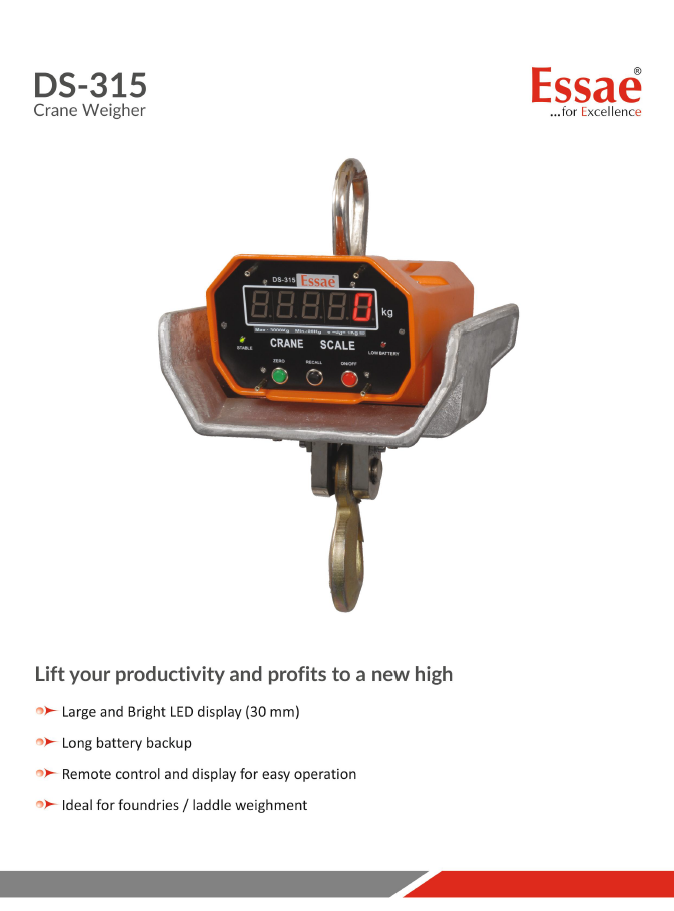 DS-315
Crane Weigher
Essae®
...for Excellence
DS-315 Essae
0 kg
CRANE SCALE
STABLE
LOW BATTERY
ZERO RECALL ON/OFF
Lift your productivity and profits to a new high
Large and Bright LED display (30 mm)
Long battery backup
Remote control and display for easy operation
Ideal for foundries / laddle weighment